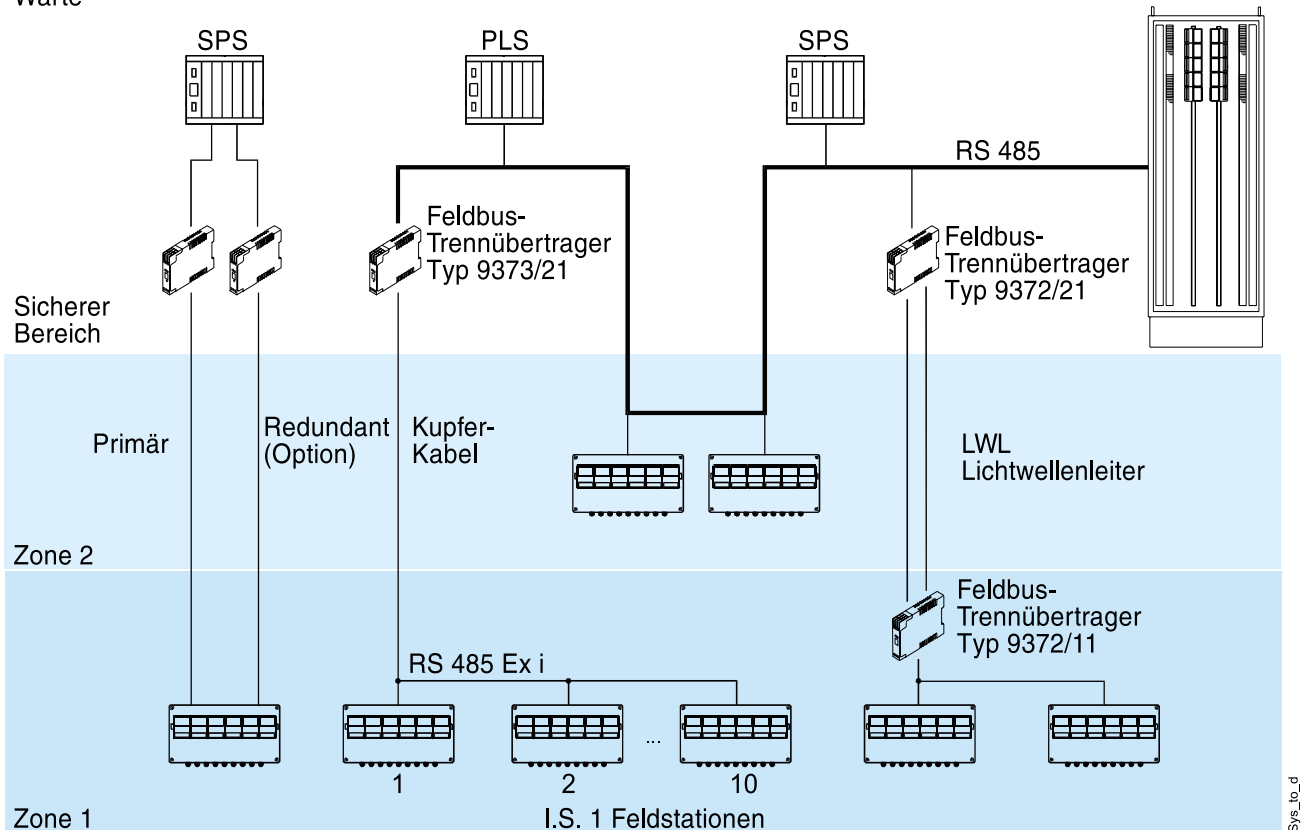 Warte
SPS
PLS
SPS
RS 485
Feldbus-
Trennübertrager
Typ 9373/21
Feldbus-
Trennübertrager
Typ 9372/21
Sicherer
Bereich
Primär
Redundant
(Option)
Kupfer-
Kabel
LWL
Lichtwellenleiter
Zone 2
Feldbus-
Trennübertrager
Typ 9372/11
RS 485 Ex i
...
1
2
10
Zone 1
I.S. 1 Feldstationen
Sys_to_d